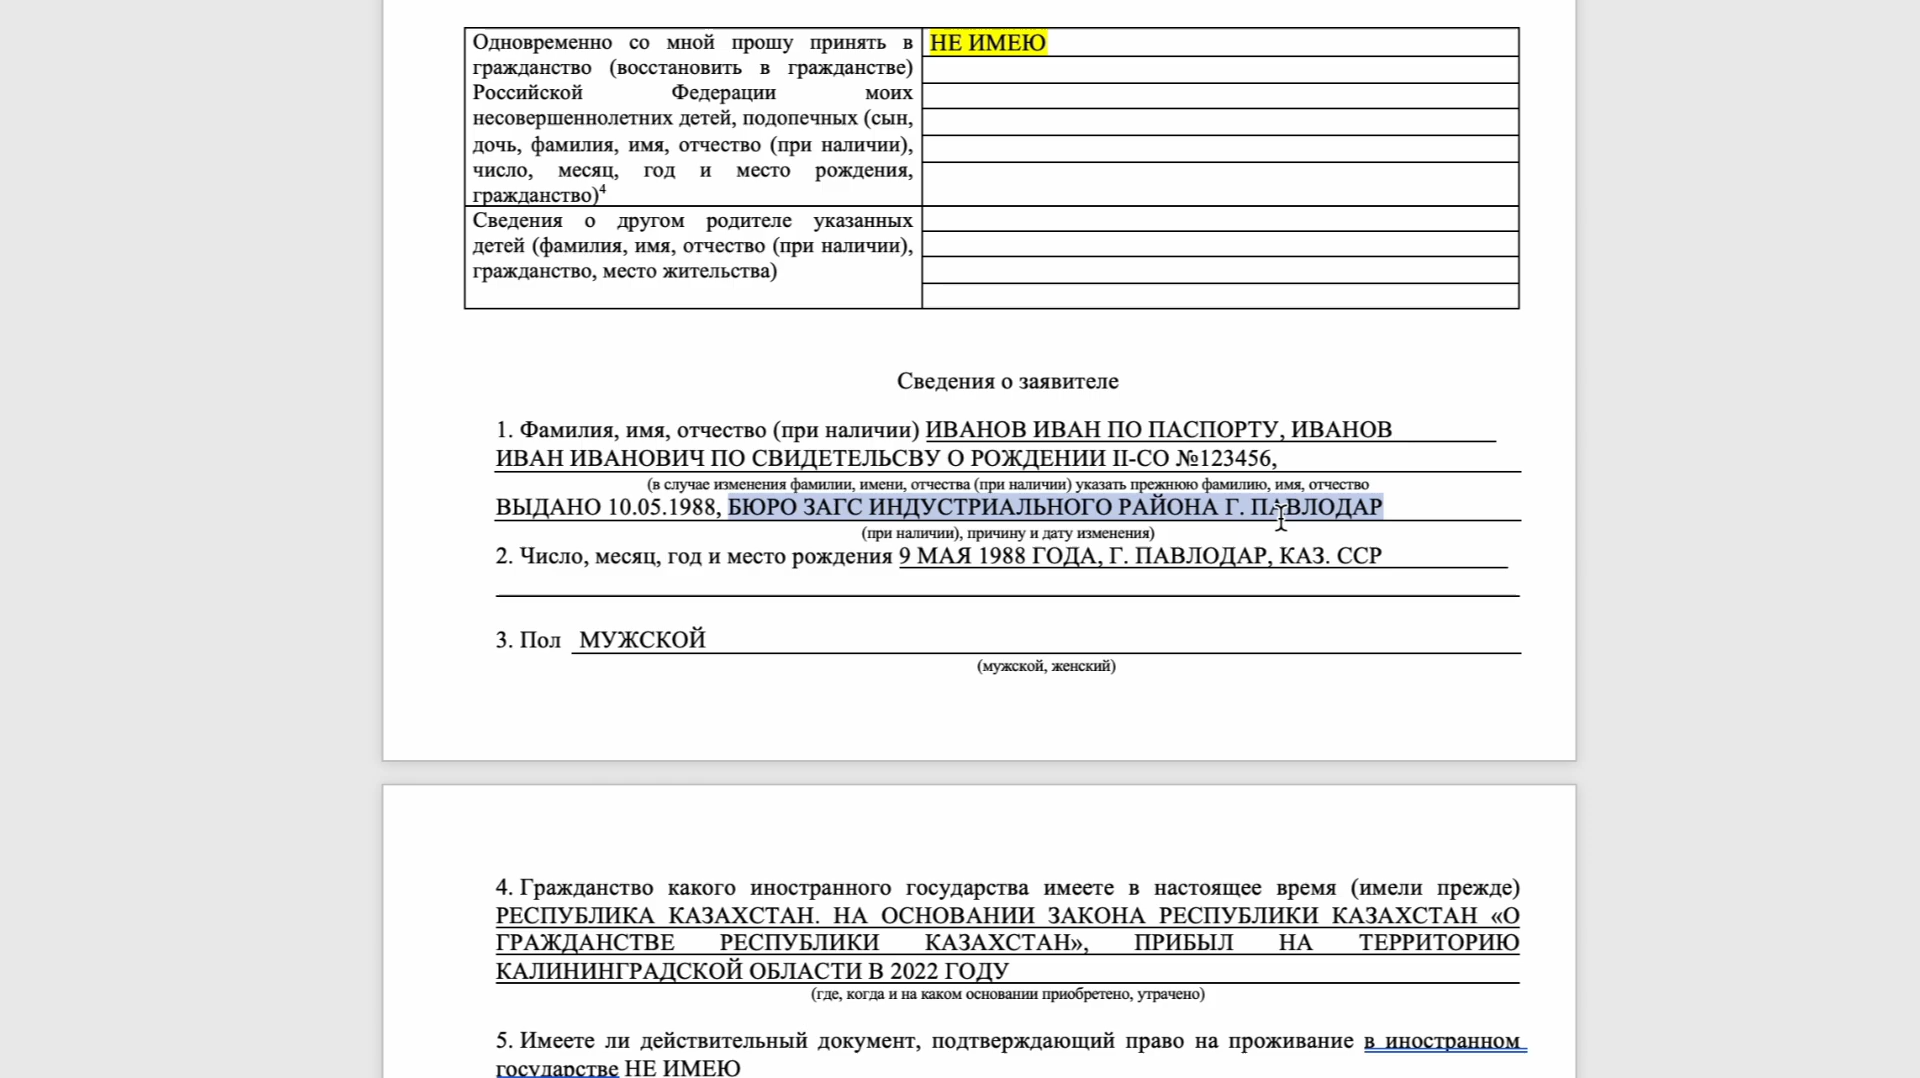 Одновременно со мной прошу принять в
гражданство (восстановить в гражданстве)
Российской Федерации моих
несовершеннолетних детей, подопечных (сын,
дочь, фамилия, имя, отчество (при наличии),
число, месяц, год и место рождения,
гражданство)4
НЕ ИМЕЮ
Сведения о другом родителе указанных
детей (фамилия, имя, отчество (при наличии),
гражданство, место жительства)
Сведения о заявителе
1. Фамилия, имя, отчество (при наличии) ИВАНОВ ИВАН ПО ПАСПОРТУ, ИВАНОВ
ИВАН ИВАНОВИЧ ПО СВИДЕТЕЛЬСВУ О РОЖДЕНИИ II-СО №123456,
(в случае изменения фамилии, имени, отчества (при наличии) указать прежнюю фамилию, имя, отчество
ВЫДАНО 10.05.1988, БЮРО ЗАГС ИНДУСТРИАЛЬНОГО РАЙОНА Г. ПАВЛОДАР
(при наличии), причину и дату изменения)
2. Число, месяц, год и место рождения 9 МАЯ 1988 ГОДА, Г. ПАВЛОДАР, КАЗ. ССР
3. Пол МУЖСКОЙ
(мужской, женский)
4. Гражданство какого иностранного государства имеете в настоящее время (имели прежде)
РЕСПУБЛИКА КАЗАХСТАН. НА ОСНОВАНИИ ЗАКОНА РЕСПУБЛИКИ КАЗАХСТАН «О
ГРАЖДАНСТВЕ РЕСПУБЛИКИ КАЗАХСТАН», ПРИБЫЛ НА ТЕРРИТОРИЮ
КАЛИНИНГРАДСКОЙ ОБЛАСТИ В 2022 ГОДУ
(где, когда и на каком основании приобретено, утрачено)
5. Имеете ли действительный документ, подтверждающий право на проживание в иностранном
государстве НЕ ИМЕЮ